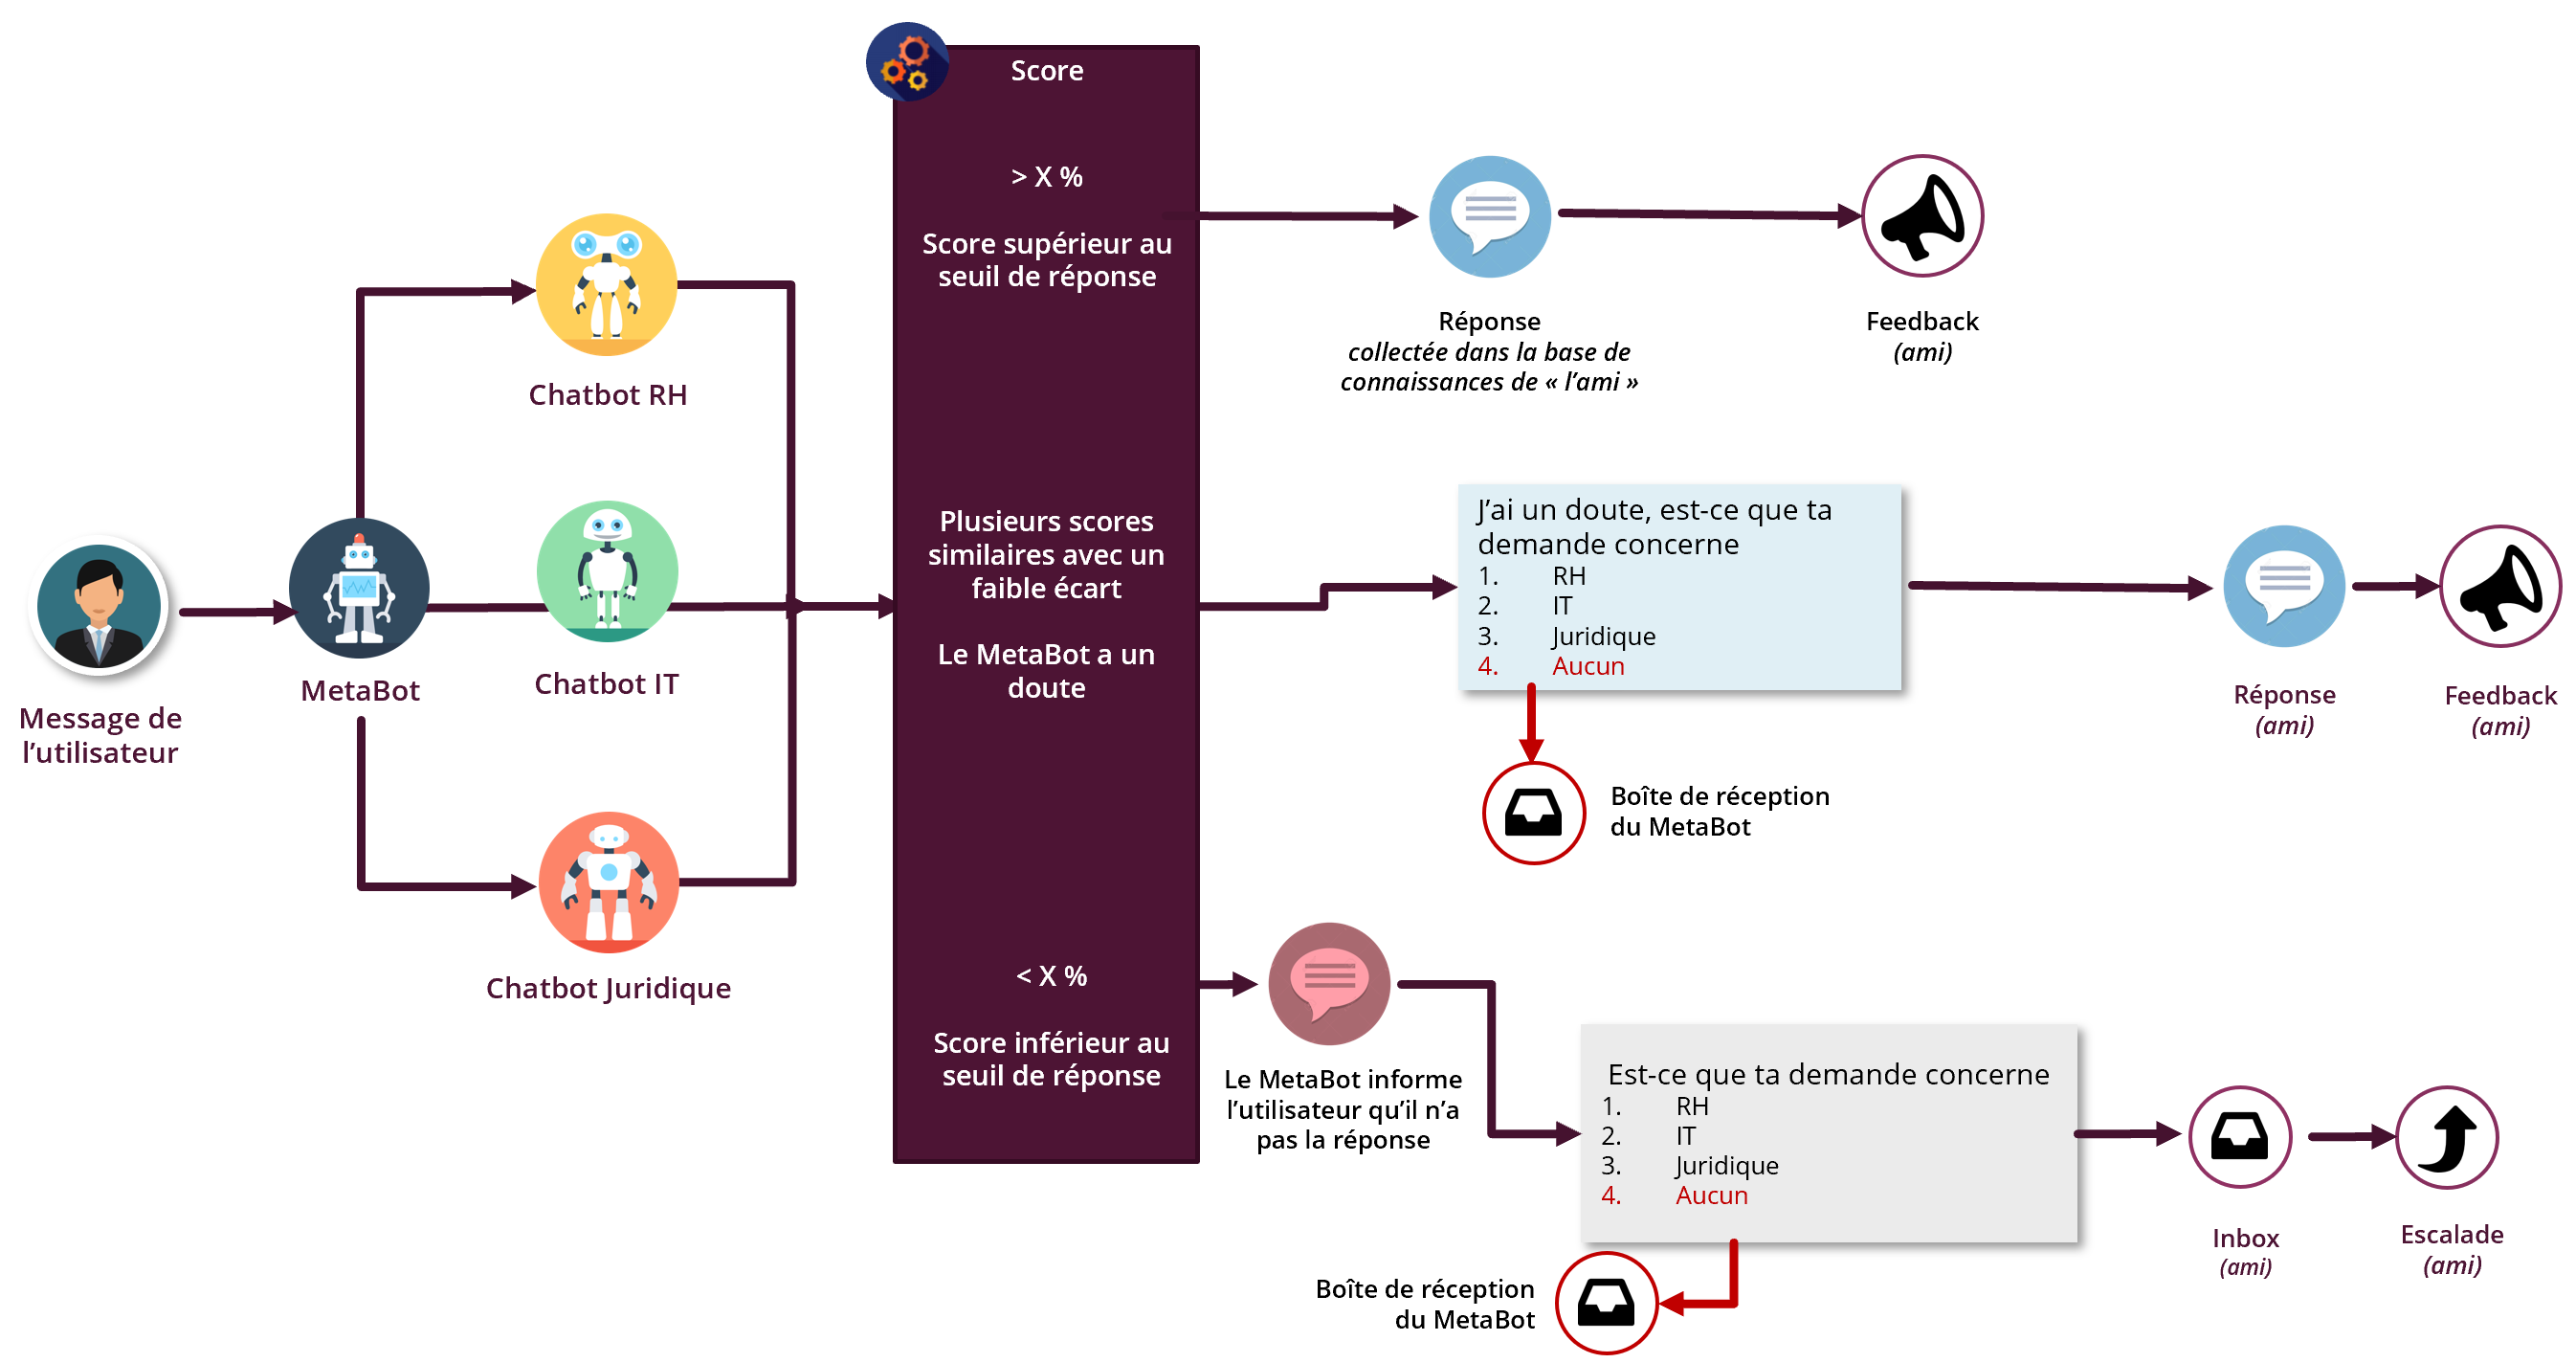 Message de
l’utilisateur
MetaBot
Chatbot RH
Chatbot IT
Chatbot Juridique
Score
> X %
Score supérieur au
seuil de réponse
Plusieurs scores
similaires avec un
faible écart
Le MetaBot a un
doute
< X %
Score inférieur au
seuil de réponse
Réponse
collectée dans la base de
connaissances de « l’ami »
Feedback
(ami)
J’ai un doute, est-ce que ta
demande concerne
1. RH
2. IT
3. Juridique
4. Aucun
Boîte de réception
du MetaBot
Réponse
(ami)
Feedback
(ami)
Le MetaBot informe
l’utilisateur qu’il n’a
pas la réponse
Est-ce que ta demande concerne
1. RH
2. IT
3. Juridique
4. Aucun
Boîte de réception
du MetaBot
Inbox
(ami)
Escalade
(ami)